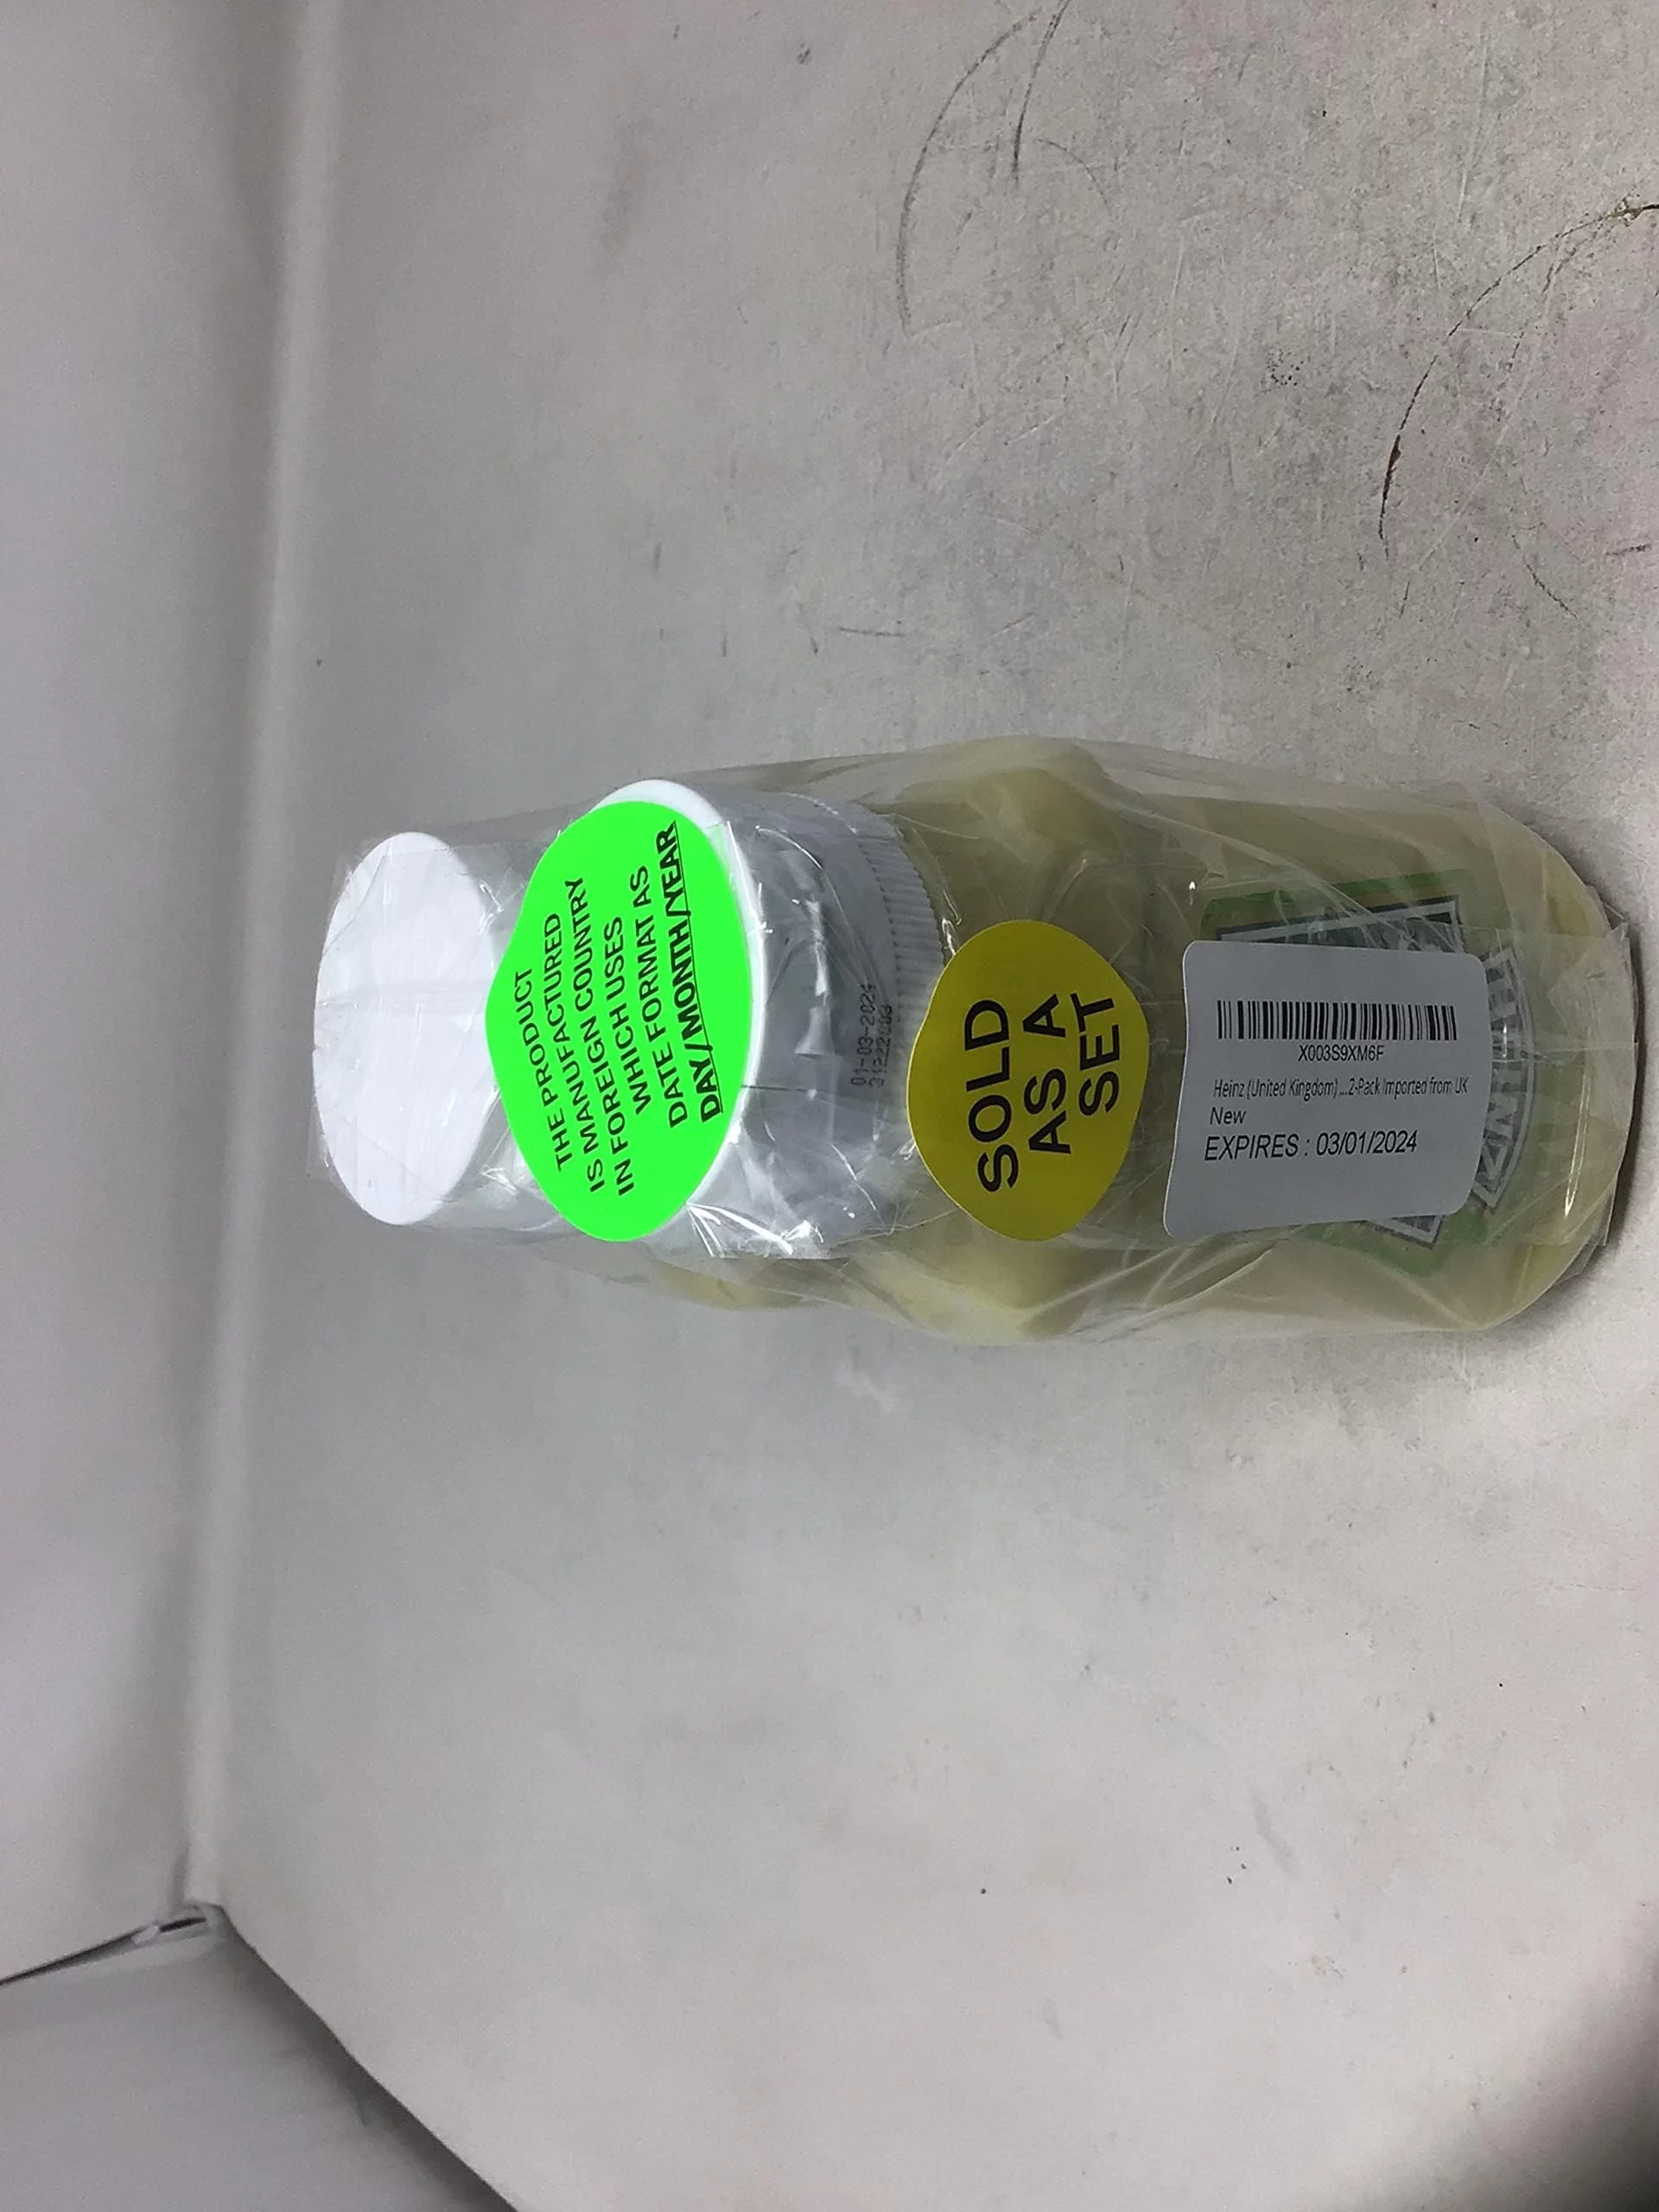 THE PRODUCT
IS MANUFACTURED
IN FOREIGN COUNTRY
WHICH USES
DATE FORMAT AS
DAY/MONTH/YEAR
01-03-2024
SOLD
AS A
SET
X003S9XM6F
Heinz (United Kingdom) ...2-Pack Imported from UK
New
EXPIRES : 03/01/2024